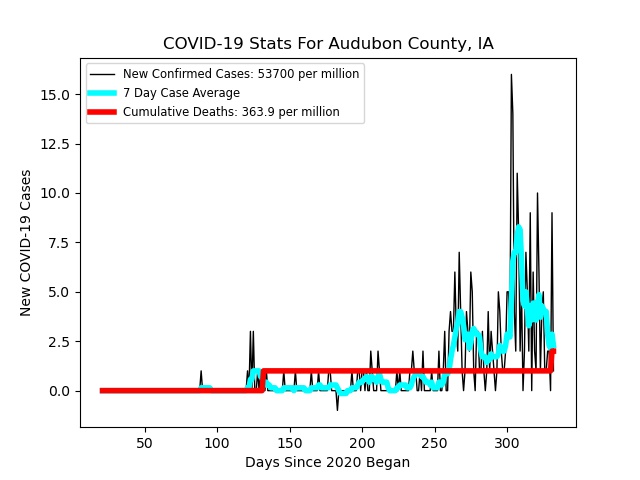 COVID-19 Stats For Audubon County, IA
New Confirmed Cases: 53700 per million
7 Day Case Average
Cumulative Deaths: 363.9 per million
New COVID-19 Cases
15.0
12.5
10.0
7.5
5.0
2.5
0.0
50 100 150 200 250 300
Days Since 2020 Began